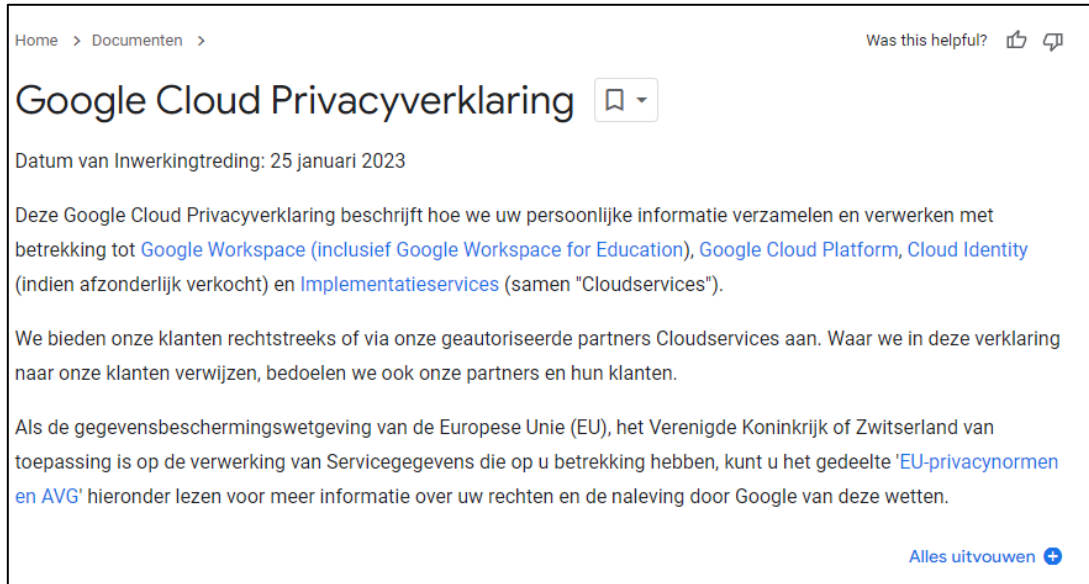 Home > Documenten >
Was this helpful?
Google Cloud Privacyverklaring
Datum van Inwerkingtreding: 25 januari 2023
Deze Google Cloud Privacyverklaring beschrijft hoe we uw persoonlijke informatie verzamelen en verwerken met
betrekking tot Google Workspace (inclusief Google Workspace for Education), Google Cloud Platform, Cloud Identity
(indien afzonderlijk verkocht) en Implementatieservices (samen "Cloudservices").
We bieden onze klanten rechtstreeks of via onze geautoriseerde partners Cloudservices aan. Waar we in deze verklaring
naar onze klanten verwijzen, bedoelen we ook onze partners en hun klanten.
Als de gegevensbeschermingswetgeving van de Europese Unie (EU), het Verenigde Koninkrijk of Zwitserland van
toepassing is op de verwerking van Servicegegevens die op u betrekking hebben, kunt u het gedeelte 'EU-privacynormen
en AVG' hieronder lezen voor meer informatie over uw rechten en de naleving door Google van deze wetten.
Alles uitvouwen